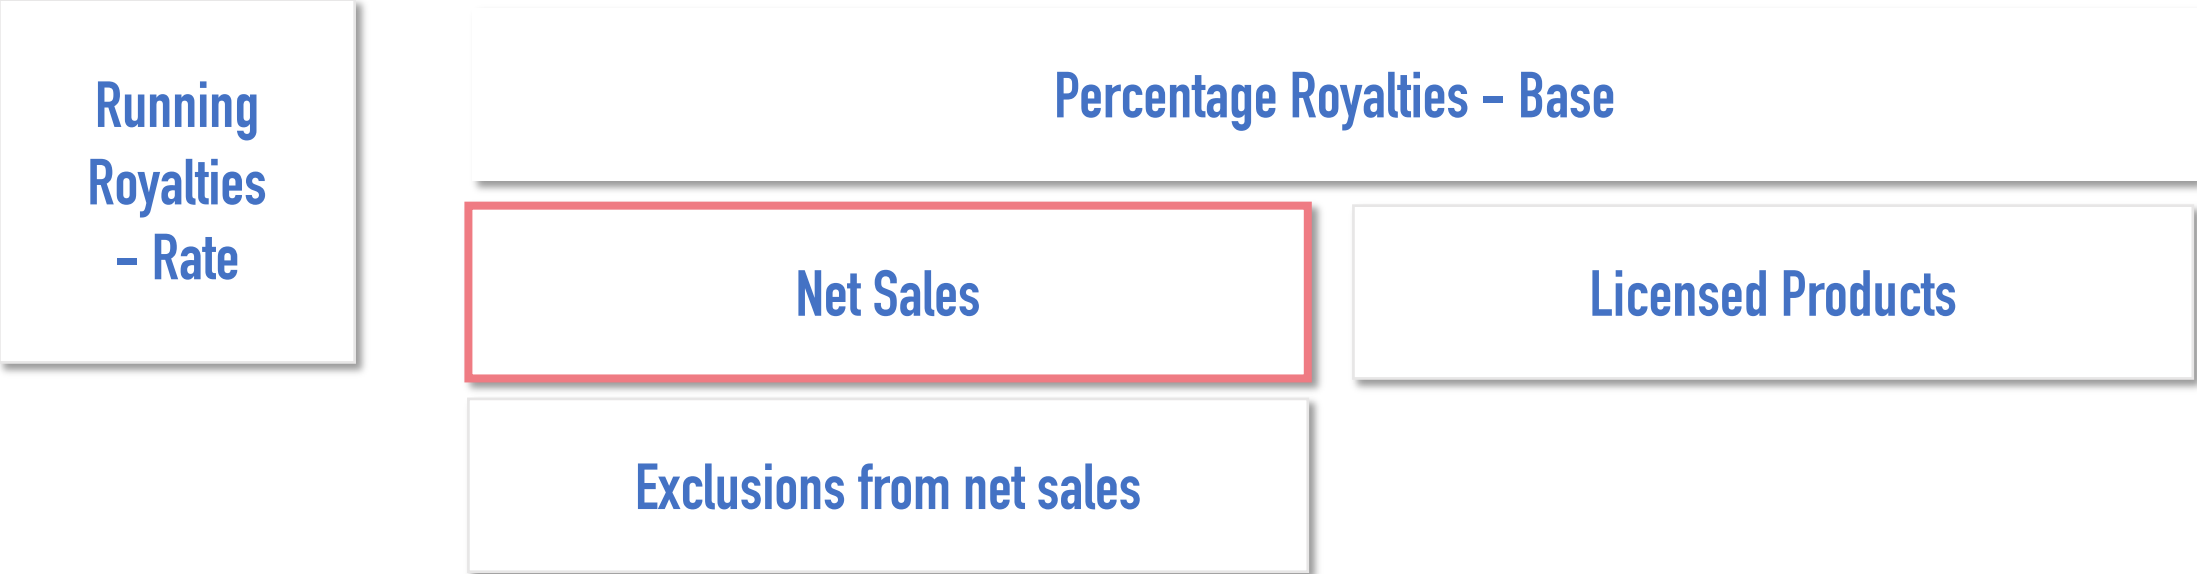 Running
Royalties
– Rate
Percentage Royalties – Base
Net Sales
Licensed Products
Exclusions from net sales